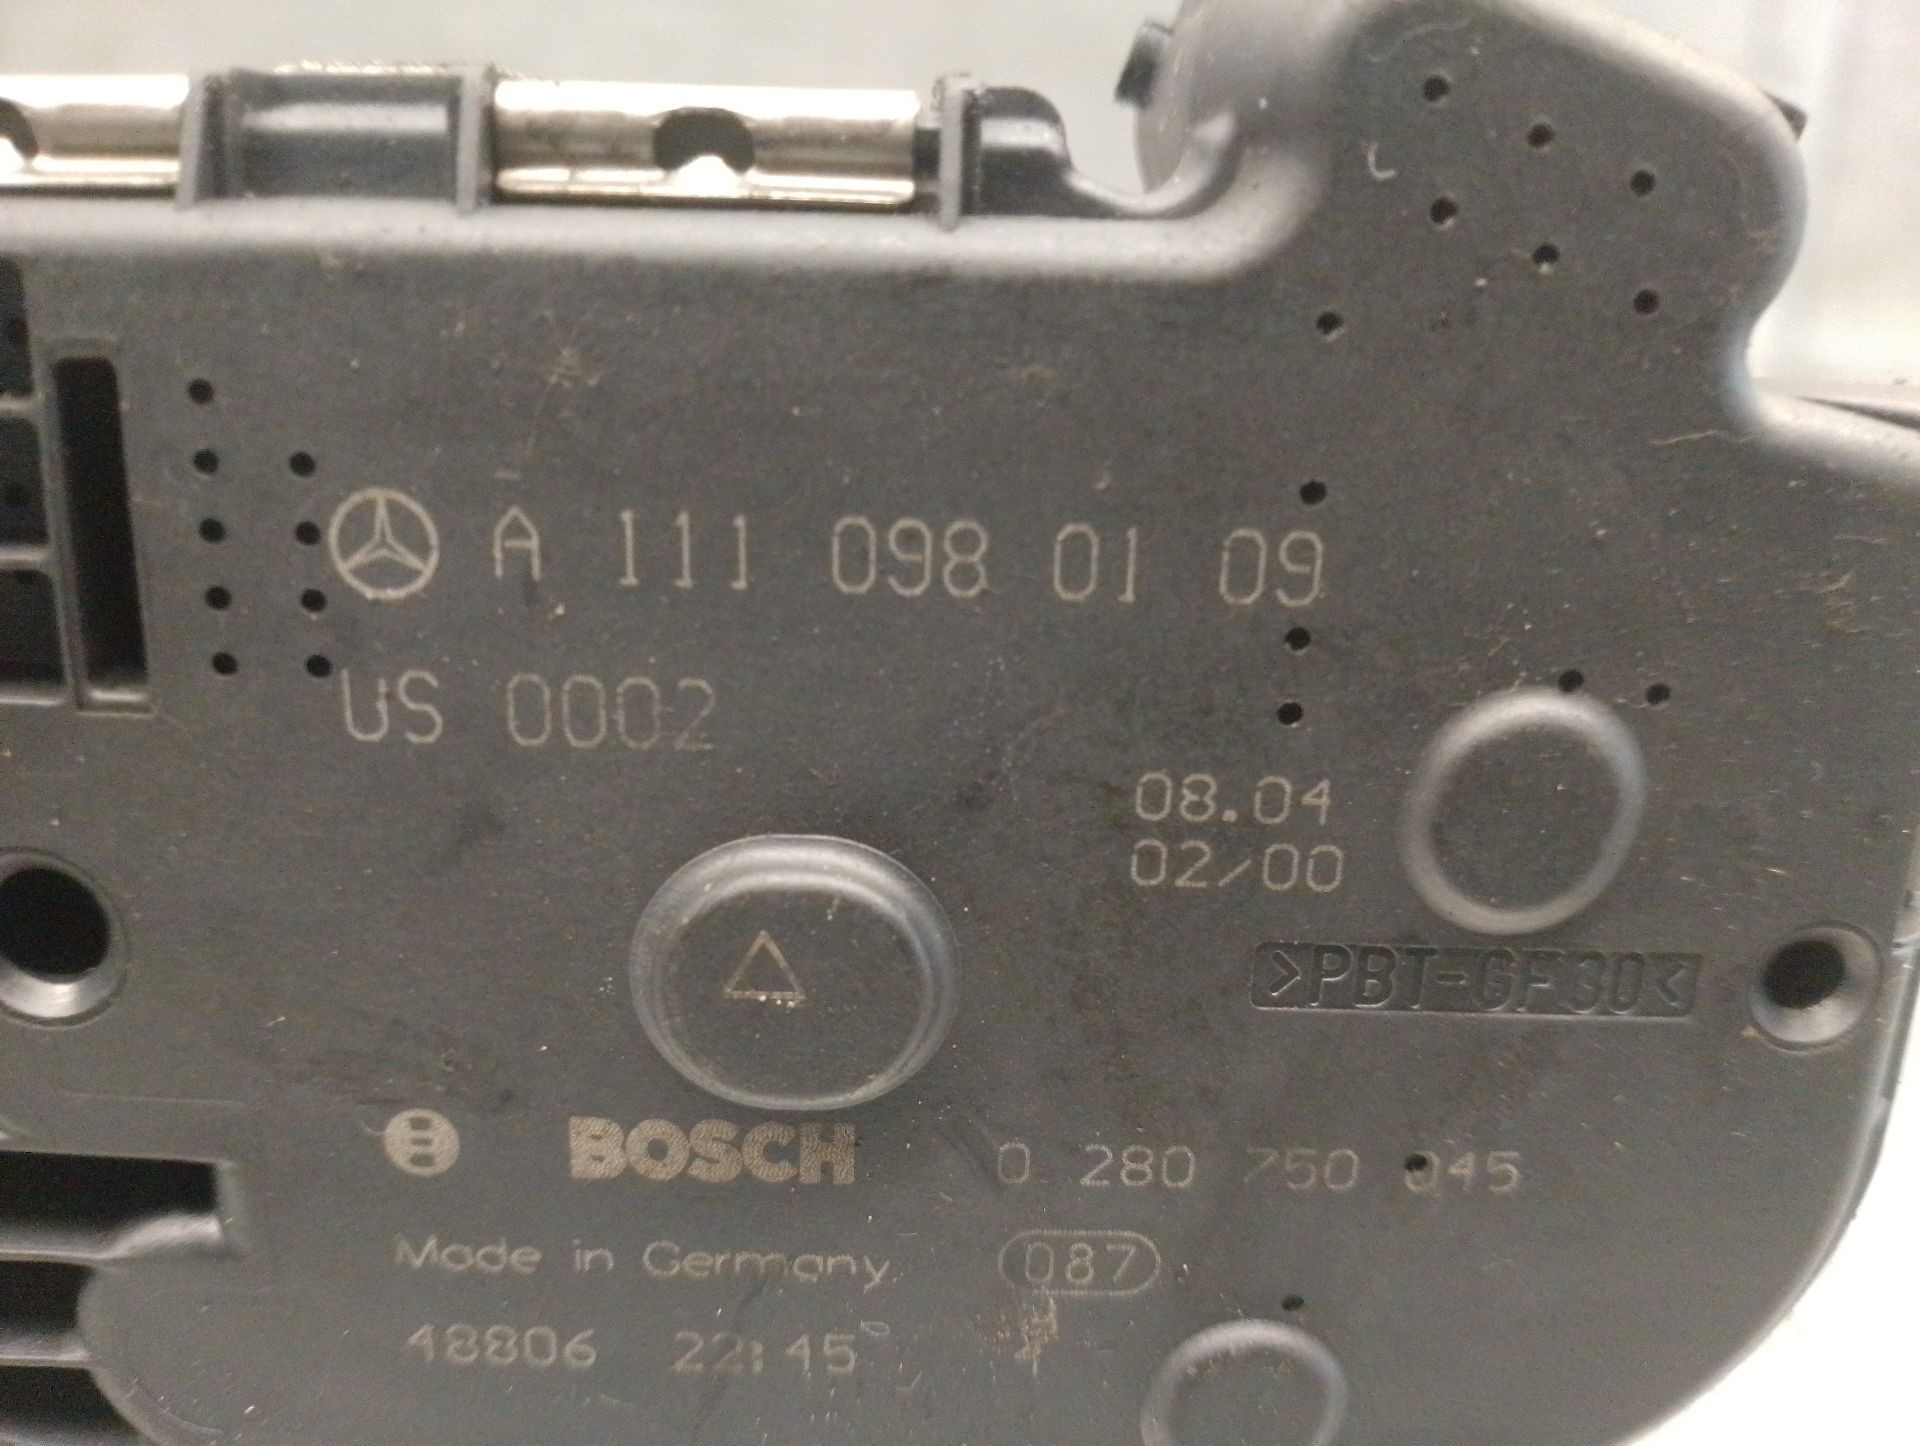 A 111 098 01 09
US 0002
08.04
02/00
>PBT-GF30<
BOSCH 0 280 750 045
Made in Germany 087
48806 22:45